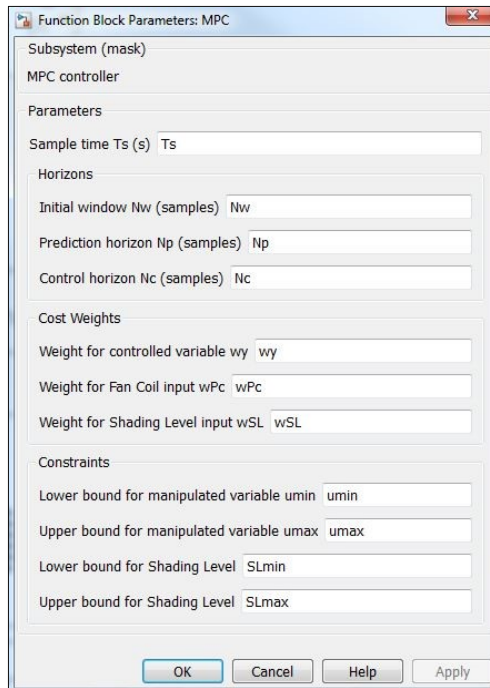 Function Block Parameters: MPC
Subsystem (mask)
MPC controller
Parameters
Sample time Ts (s) Ts
Horizons
Initial window Nw (samples) Nw
Prediction horizon Np (samples) Np
Control horizon Nc (samples) Nc
Cost Weights
Weight for controlled variable wy wy
Weight for Fan Coil input wPc wPc
Weight for Shading Level input wSL wSL
Constraints
Lower bound for manipulated variable umin umin
Upper bound for manipulated variable umax umax
Lower bound for Shading Level SLmin
Upper bound for Shading Level SLmax
OK Cancel Help Apply